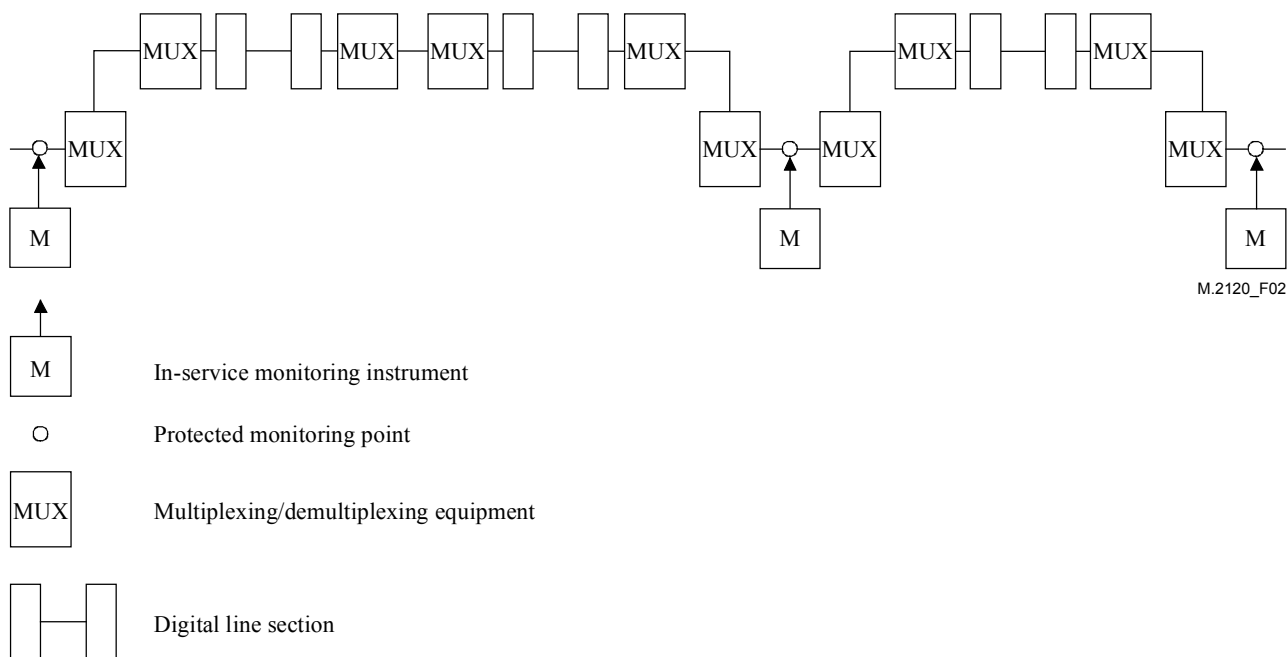 MUX MUX MUX MUX MUX MUX
MUX MUX MUX MUX
M M M
M.2120_F02
M In-service monitoring instrument
Protected monitoring point
MUX Multiplexing/demultiplexing equipment
Digital line section